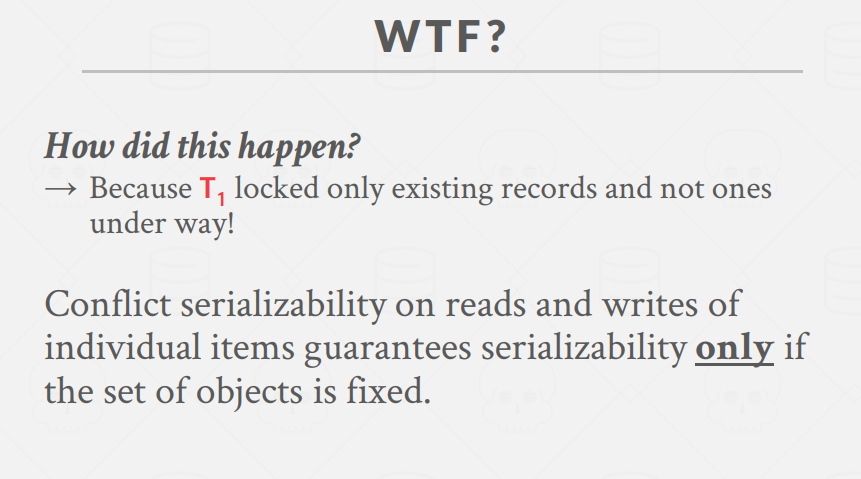 WTF?
How did this happen?
→ Because T1 locked only existing records and not ones
under way!
Conflict serializability on reads and writes of
individual items guarantees serializability only if
the set of objects is fixed.